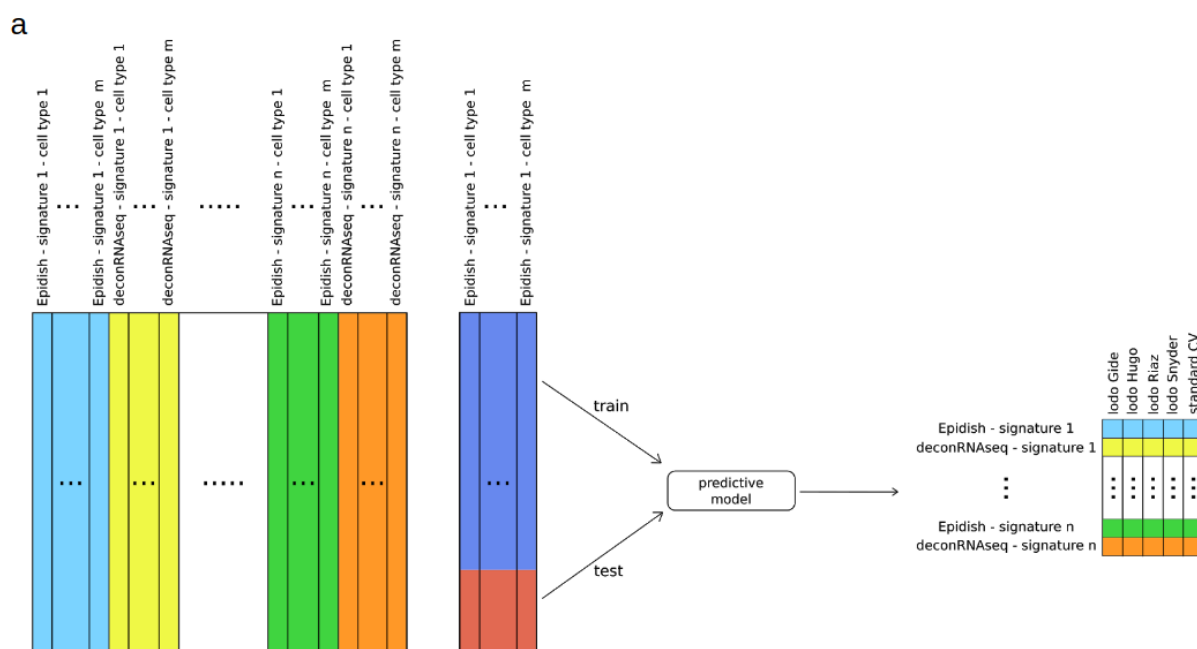 a
Epidish - signature 1 - cell type 1
...
Epidish - signature 1 - cell type  m
deconRNAseq - signature 1 - cell type 1
...
deconRNAseq - signature 1 - cell type m
.....
Epidish - signature n - cell type 1
...
Epidish - signature n - cell type m
deconRNAseq - signature n - cell type 1
...
deconRNAseq - signature n - cell type m
Epidish - signature 1 - cell type 1
...
Epidish - signature 1 - cell type m
...
...
.....
...
...
...
train
test
predictive
model
lodo Gide
lodo Hugo
lodo Riaz
lodo Snyder
standard CV
Epidish - signature 1
deconRNAseq - signature 1
...
...
...
...
...
...
Epidish - signature n
deconRNAseq - signature n